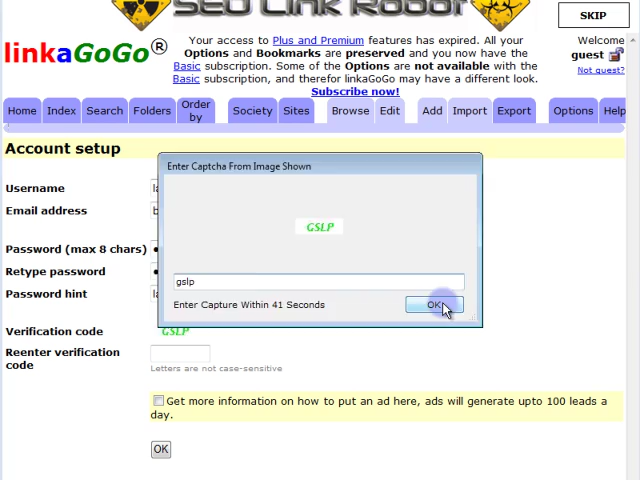 SEO Link Robot
SKIP
linkaGoGo®
Your access to Plus and Premium features has expired. All your
Options and Bookmarks are preserved and you now have the
Basic subscription. Some of the Options are not available with the
Basic subscription, and therefor linkaGoGo may have a different look.
Subscribe now!
Welcome
guest
Not quest?
Home Index Search Folders Order by Society Sites Browse Edit Add Import Export Options Help
Account setup
Enter Captcha From Image Shown
Username
Email address
GSLP
Password (max 8 chars)
Retype password
gslp
Password hint
Enter Capture Within 41 Seconds
OK
Verification code
GSLP
Reenter verification
code
Letters are not case-sensitive
Get more information on how to put an ad here, ads will generate upto 100 leads a
day.
OK